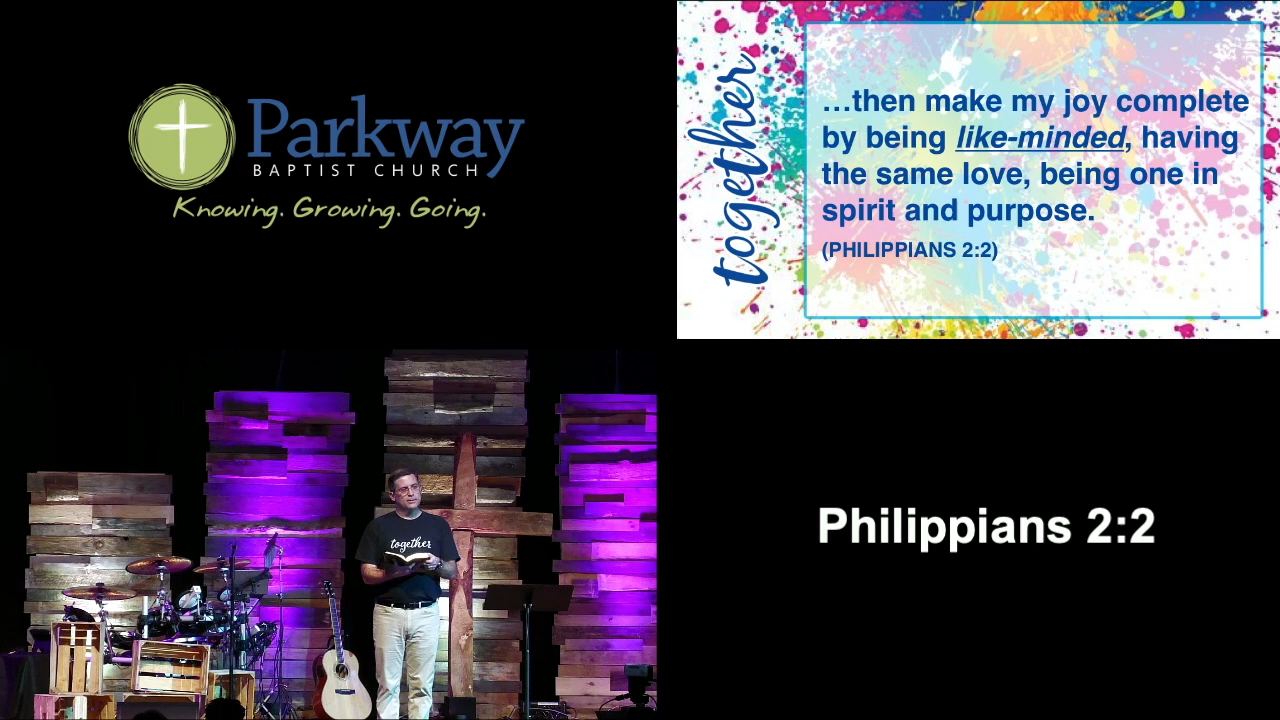 Parkway
BAPTIST CHURCH
Knowing. Growing. Going.
together
…then make my joy complete
by being like-minded, having
the same love, being one in
spirit and purpose.
(PHILIPPIANS 2:2)
together
Philippians 2:2